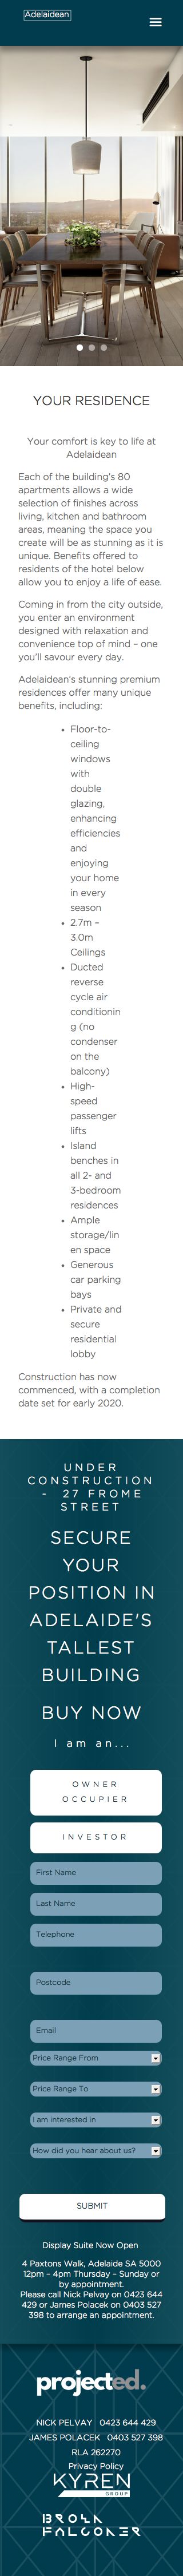 Adelaidean
YOUR RESIDENCE
Your comfort is key to life at
Adelaidean
Each of the building's 80
apartments allows a wide
selection of finishes across
living, kitchen and bathroom
areas, meaning the space you
create will be as stunning as it is
unique. Benefits offered to
residents of the hotel below
allow you to enjoy a life of ease.
Coming in from the city outside,
you enter an environment
designed with relaxation and
convenience top of mind – one
you'll savour every day.
Adelaidean's stunning premium
residences offer many unique
benefits, including:
• Floor-to-
ceiling
windows
with
double
glazing,
enhancing
efficiencies
and
enjoying
your home
in every
season
• 2.7m –
3.0m
Ceilings
• Ducted
reverse
cycle air
conditionin
g (no
condenser
on the
balcony)
• High-
speed
passenger
lifts
• Island
benches in
all 2- and
3-bedroom
residences
• Ample
storage/lin
en space
• Generous
car parking
bays
• Private and
secure
residential
lobby
Construction has now
commenced, with a completion
date set for early 2020.
UNDER
CONSTRUCTION
- 27 FROME
STREET
SECURE
YOUR
POSITION IN
ADELAIDE'S
TALLEST
BUILDING
BUY NOW
I am an...
OWNER
OCCUPIER
INVESTOR
First Name
Last Name
Telephone
Postcode
Email
Price Range From
Price Range To
I am interested in
How did you hear about us?
SUBMIT
Display Suite Now Open
4 Paxtons Walk, Adelaide SA 5000
12pm – 4pm Thursday – Sunday or
by appointment.
Please call Nick Pelvay on 0423 644
429 or James Polacek on 0403 527
398 to arrange an appointment.
projected.
NICK PELVAY 0423 644 429
JAMES POLACEK 0403 527 398
RLA 262270
Privacy Policy
KYREN
GROUP
BROCK
FALCONER